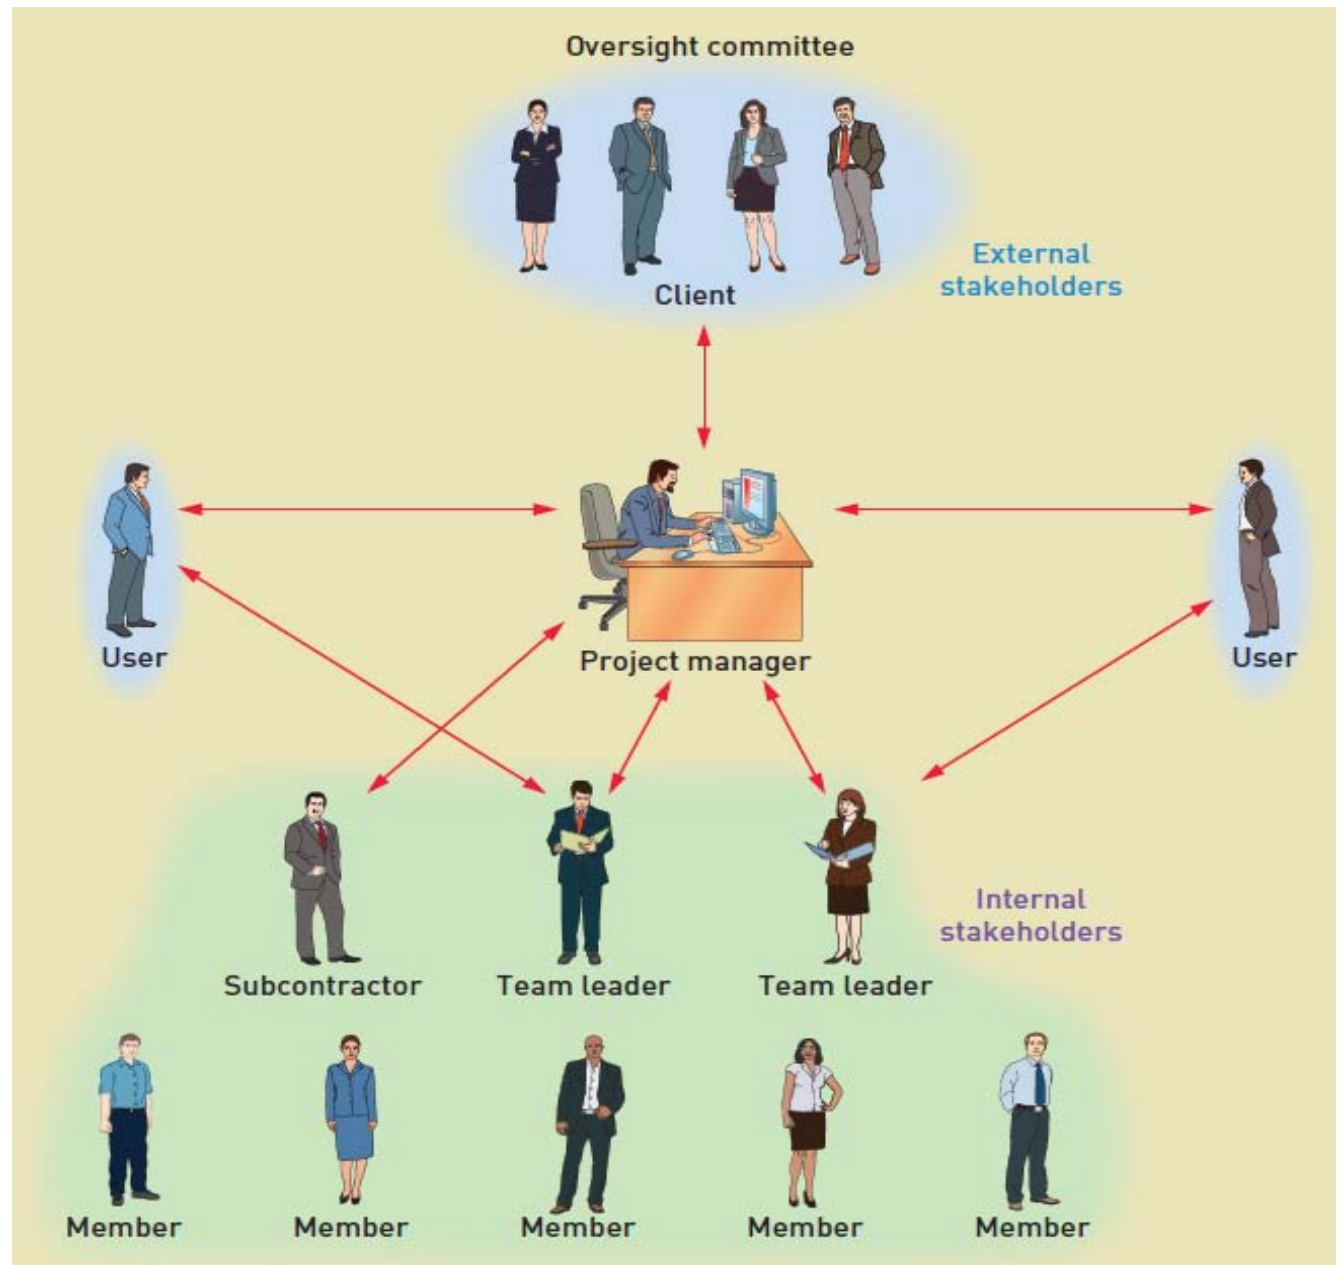 Oversight committee
External
stakeholders
Client
User
Project manager
User
Internal
stakeholders
Subcontractor
Team leader
Team leader
Member
Member
Member
Member
Member